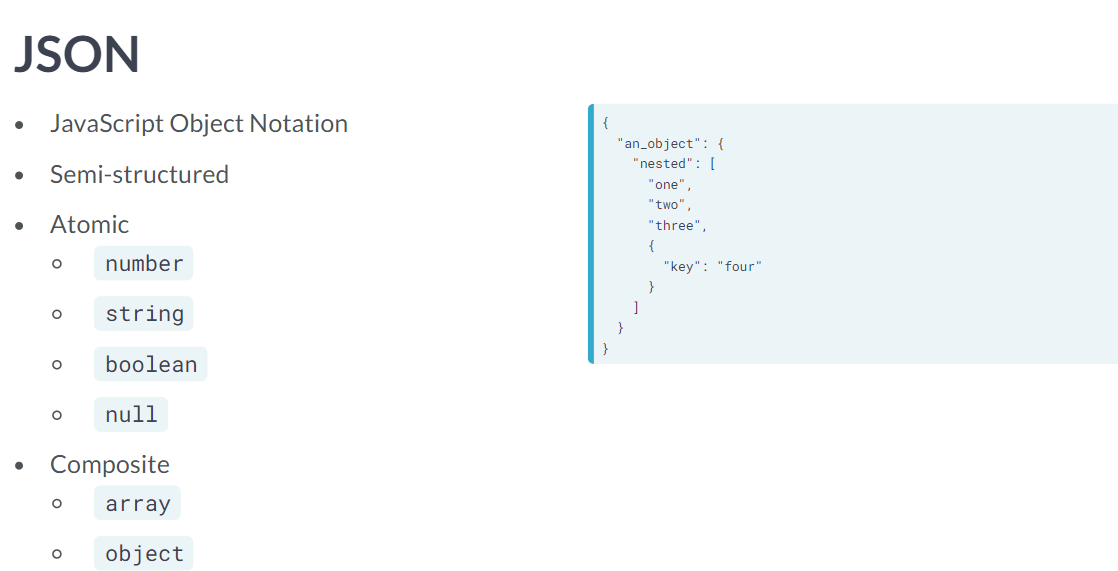 JSON
JavaScript Object Notation
Semi-structured
Atomic
number
string
boolean
null
Composite
array
object
{
"an_object": {
"nested": [
"one",
"two",
"three",
{
"key": "four"
}
]
}
}